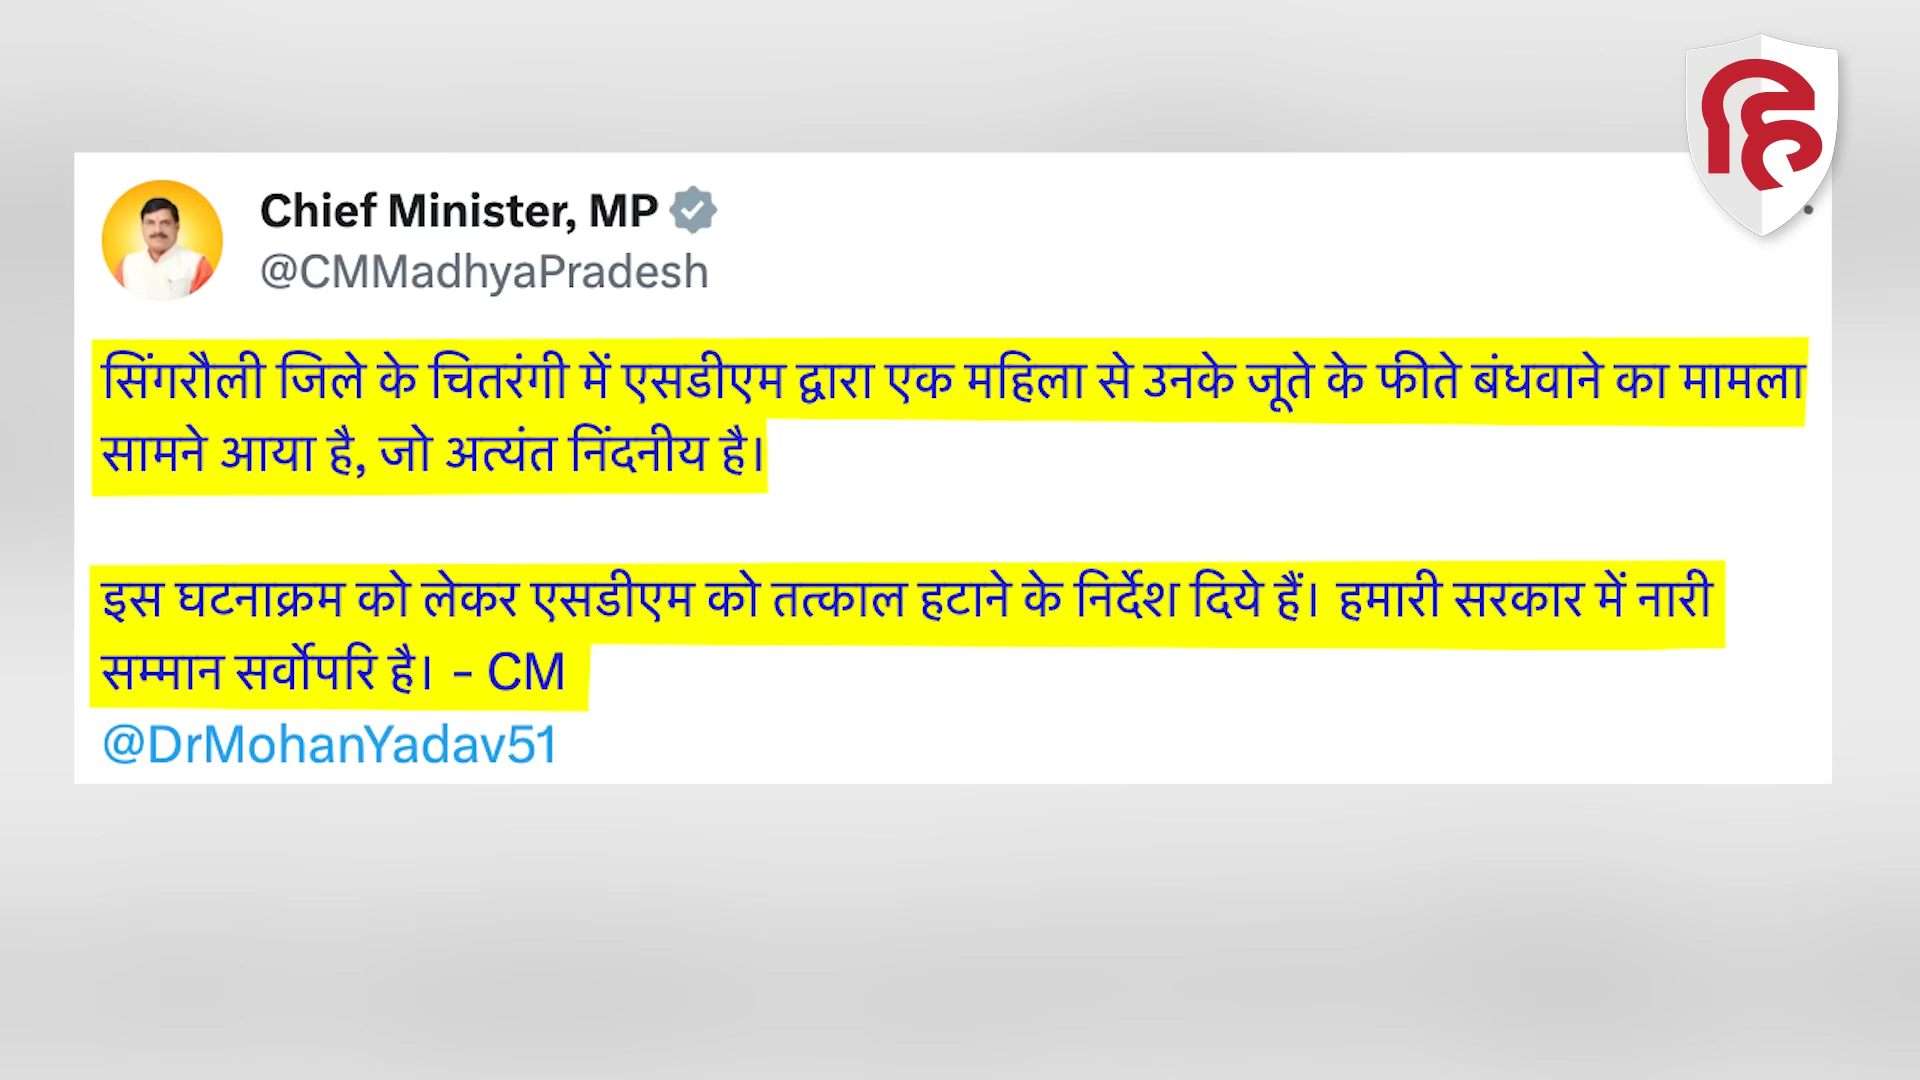 हि
Chief Minister, MP
@CMMadhyaPradesh
सिंगरौली जिले के चितरंगी में एसडीएम द्वारा एक महिला से उनके जूते के फीते बंधवाने का मामला
सामने आया है, जो अत्यंत निंदनीय है।
इस घटनाक्रम को लेकर एसडीएम को तत्काल हटाने के निर्देश दिये हैं। हमारी सरकार में नारी
सम्मान सर्वोपरि है। - CM
@DrMohanYadav51